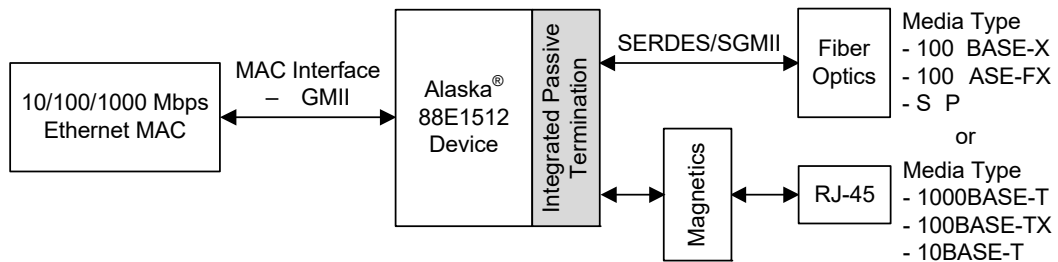 10/100/1000 Mbps
Ethernet MAC
MAC Interface
– GMII
Alaska®
88E1512
Device
Integrated Passive
Termination
SERDES/SGMII
Fiber
Optics
Media Type
- 100 BASE-X
- 100 ASE-FX
- S P
or
Magnetics
RJ-45
Media Type
- 1000BASE-T
- 100BASE-TX
- 10BASE-T